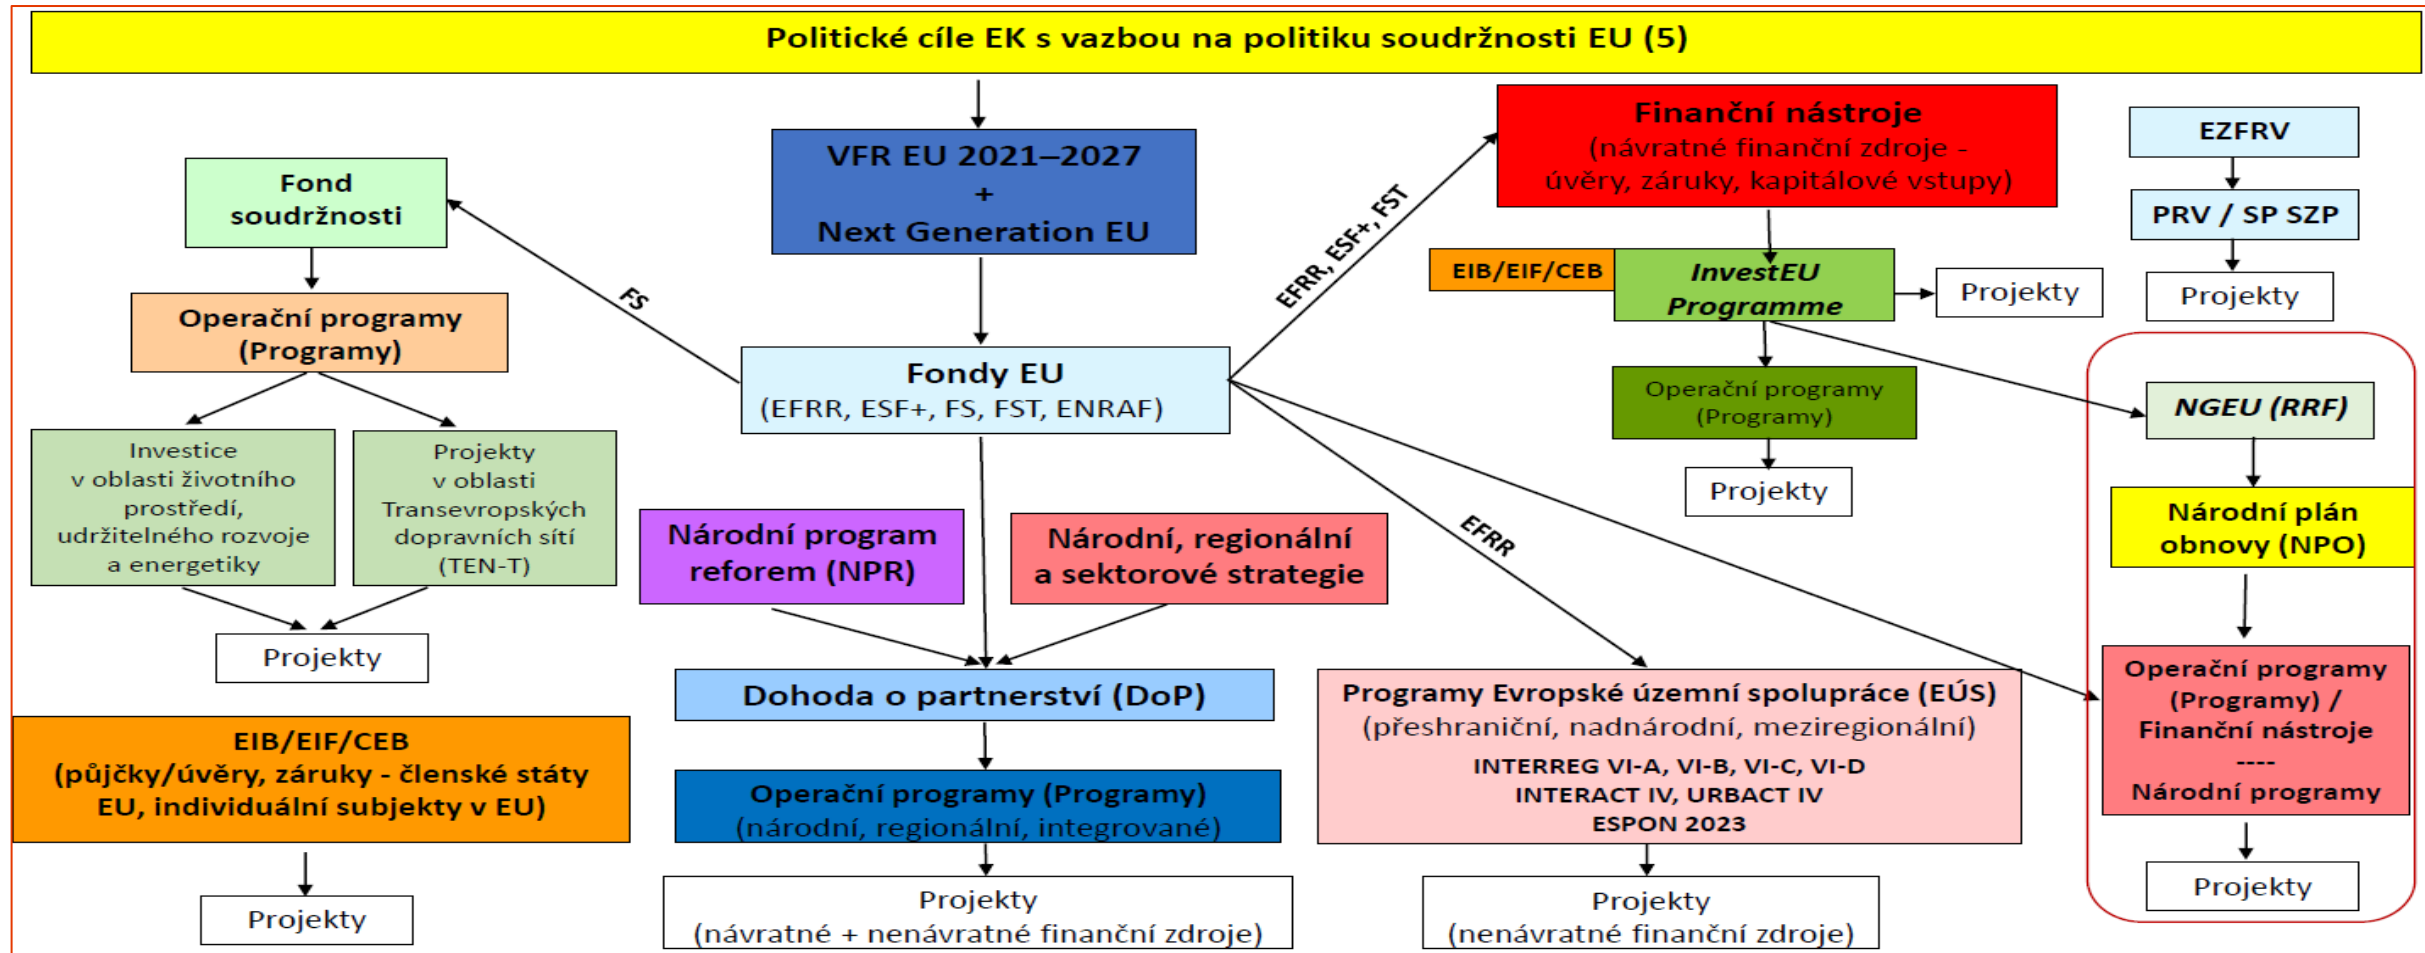 Politické cíle EK s vazbou na politiku soudržnosti EU (5)
VFR EU 2021–2027
+
Next Generation EU
Fond
soudržnosti
FS
Operační programy
(Programy)
Investice
v oblasti životního
prostředí,
udržitelného rozvoje
a energetiky
Projekty
v oblasti
Transevropských
dopravních sítí
(TEN-T)
Projekty
EIB/EIF/CEB
(půjčky/úvěry, záruky - členské státy
EU, individuální subjekty v EU)
Projekty
Fondy EU
(EFRR, ESF+, FS, FST, ENRAF)
Národní program
reforem (NPR)
Národní, regionální
a sektorové strategie
Dohoda o partnerství (DoP)
Operační programy (Programy)
(národní, regionální, integrované)
Projekty
(návratné + nenávratné finanční zdroje)
EFRR, ESF+, FST
Finanční nástroje
(návratné finanční zdroje -
úvěry, záruky, kapitálové vstupy)
EIB/EIF/CEB
InvestEU
Programme
Projekty
Operační programy
(Programy)
Projekty
EFRR
Programy Evropské územní spolupráce (EÚS)
(přeshraniční, nadnárodní, meziregionální)
INTERREG VI-A, VI-B, VI-C, VI-D
INTERACT IV, URBACT IV
ESPON 2023
Projekty
(nenávratné finanční zdroje)
EZFRV
PRV / SP SZP
Projekty
NGEU (RRF)
Národní plán
obnovy (NPO)
Operační programy
(Programy) /
Finanční nástroje
----
Národní programy
Projekty